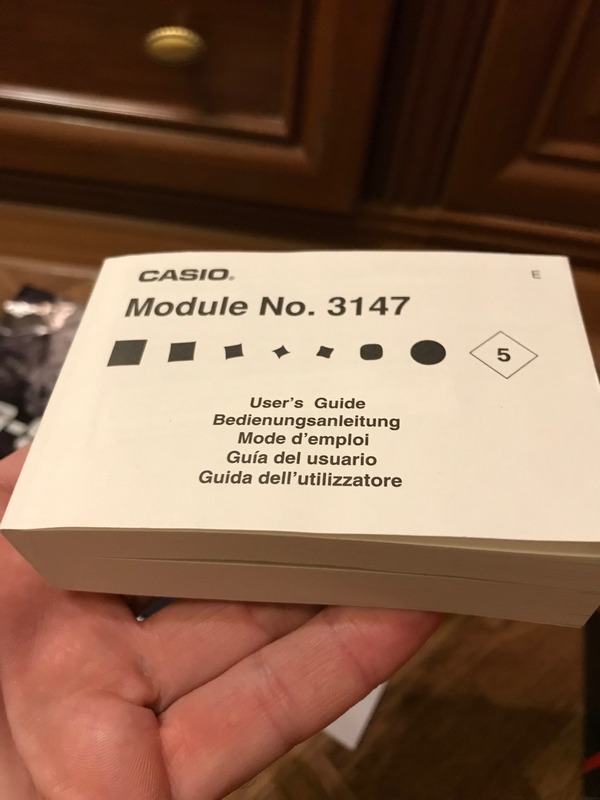 CASIO®
E
Module No. 3147
5
User's Guide
Bedienungsanleitung
Mode d'emploi
Guía del usuario
Guida dell'utilizzatore